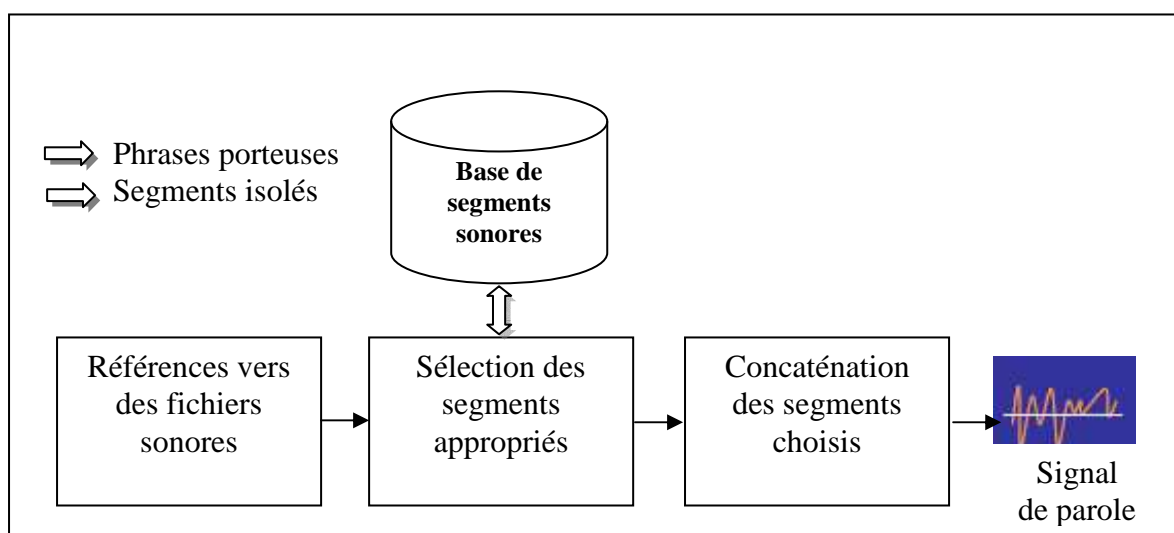 Phrases porteuses
Segments isolés
Base de
segments
sonores
Références vers
des fichiers
sonores
Sélection des
segments
appropriés
Concaténation
des segments
choisis
Signal
de parole